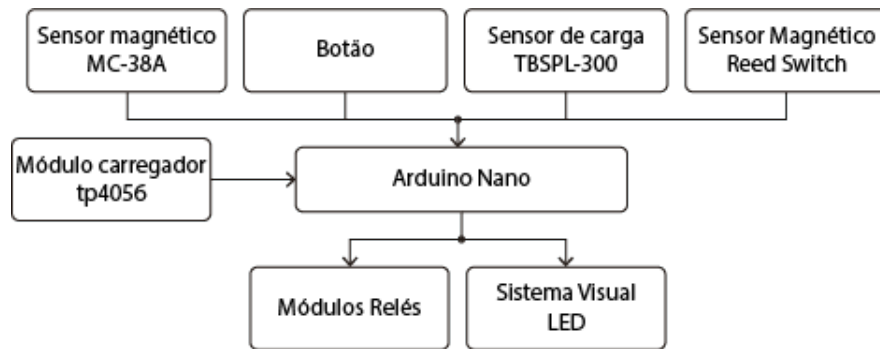 Sensor magnético
MC-38A
Botão
Sensor de carga
TBSPL-300
Sensor Magnético
Reed Switch
Módulo carregador
tp4056
Arduino Nano
Módulos Relés
Sistema Visual
LED